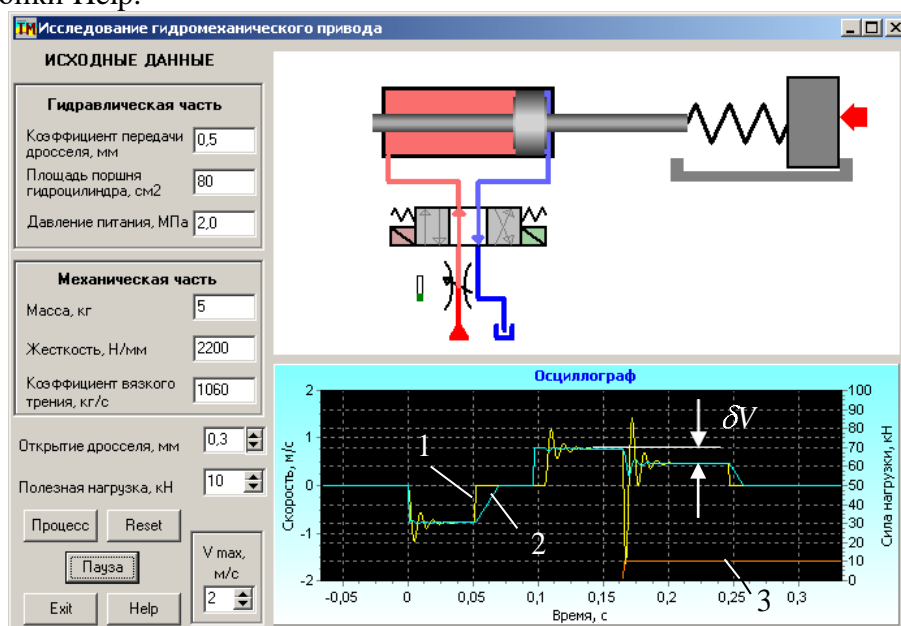 онки Help.
TM Исследование гидромеханического привода
ИСХОДНЫЕ ДАННЫЕ
Гидравлическая часть
Коэффициент передачи
дросселя, мм
0,5
Площадь поршня
гидроцилиндра, см2
80
Давление питания, МПа
2,0
Механическая часть
Масса, кг
5
Жесткость, Н/мм
2200
Коэффициент вязкого
трения, кг/с
1060
Открытие дросселя, мм
0,3
Полезная нагрузка, кН
10
Процесс
Reset
Пауза
Exit
Help
V max,
м/с
2
Осциллограф
Скорость, м/с
2
1
0
-1
-2
-0,05
0
0,05
0,1
0,15
0,2
0,25
0,3
Время, с
100
90
80
70
60
50
40
30
20
10
0
Сила нагрузки, кН
1
2
3
δV